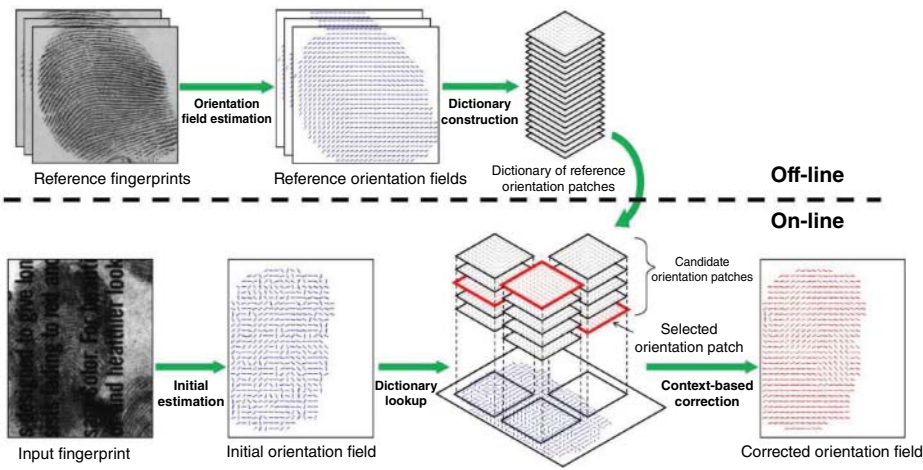 Orientation
field estimation
Dictionary
construction
Reference fingerprints
Reference orientation fields
Dictionary of reference
orientation patches
Off-line
On-line
Candidate
orientation patches
Selected
orientation patch
Initial
estimation
Dictionary
lookup
Context-based
correction
Input fingerprint
Initial orientation field
Corrected orientation field